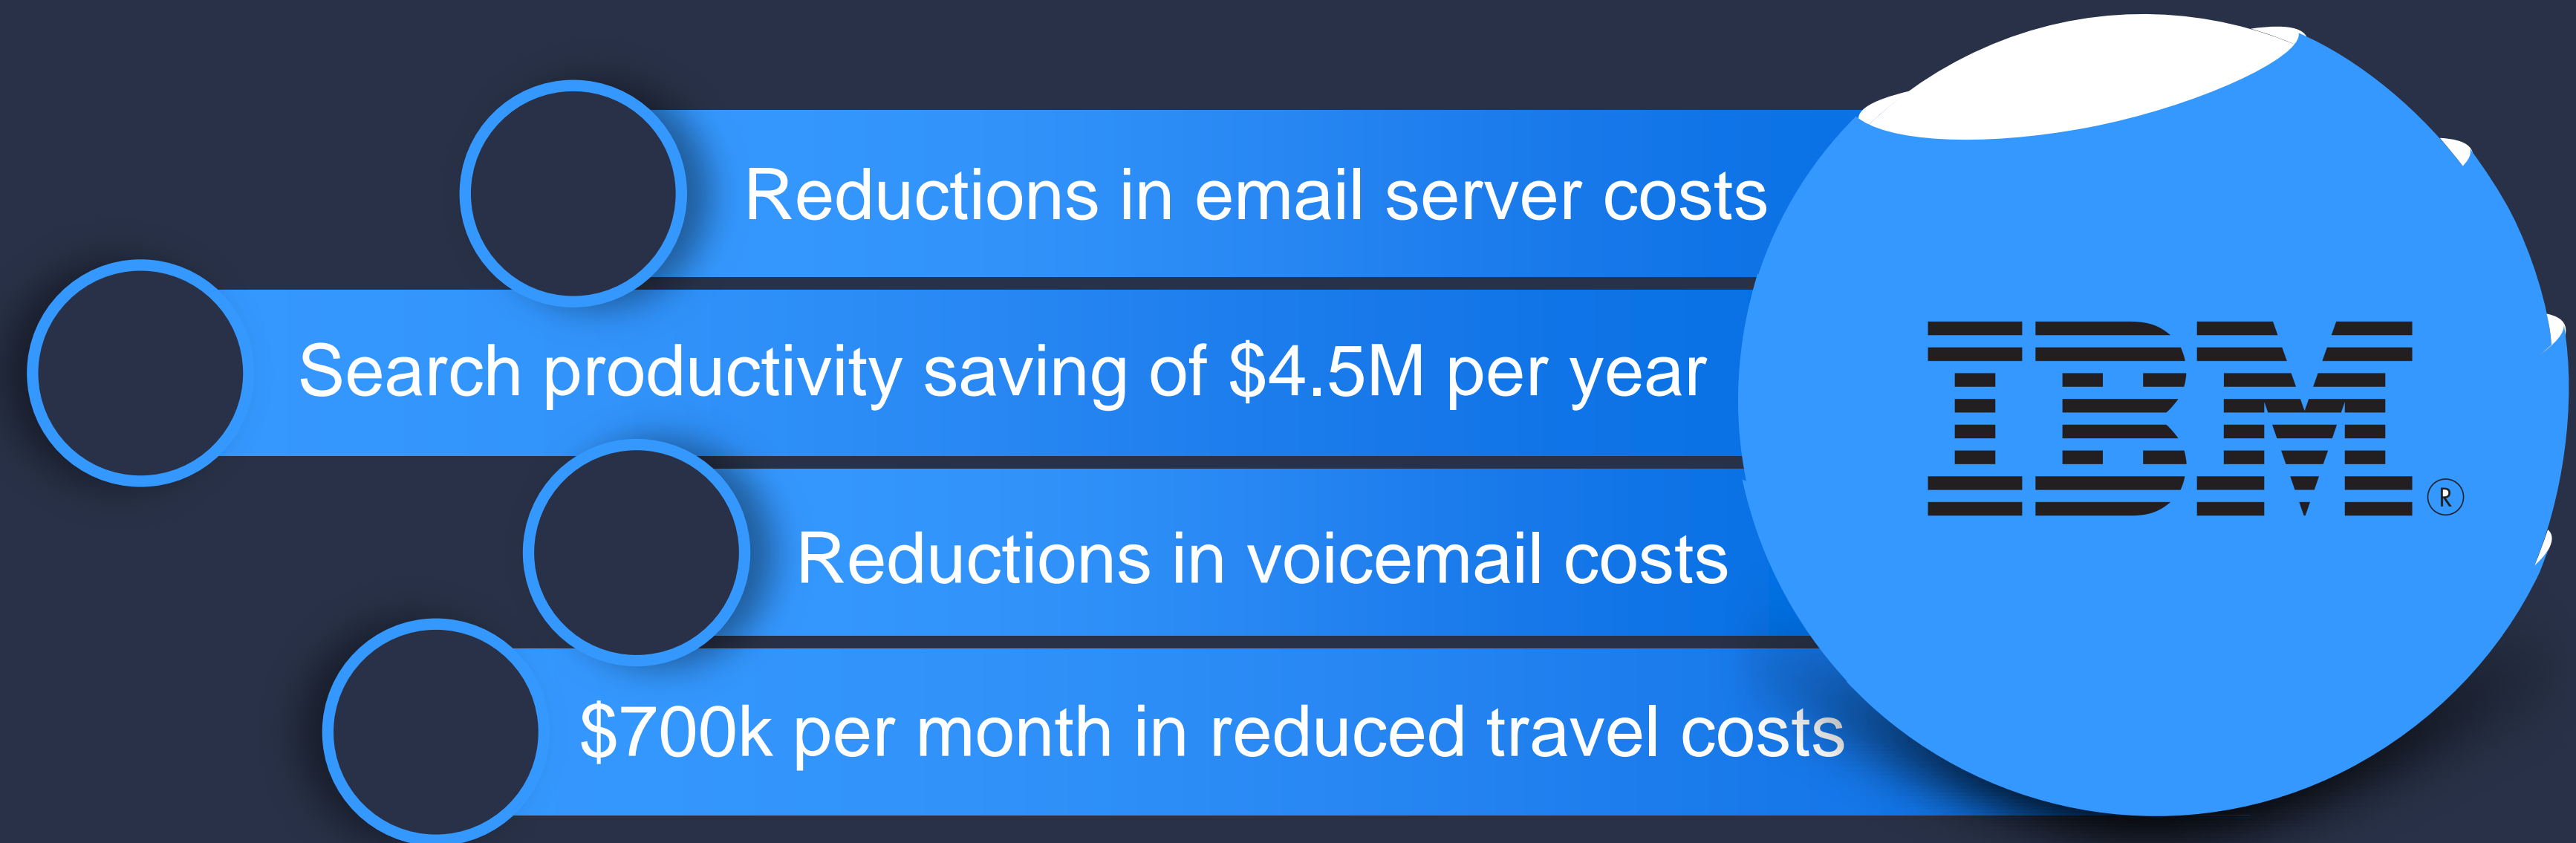 Reductions in email server costs
Search productivity saving of $4.5M per year
IBM®
Reductions in voicemail costs
$700k per month in reduced travel costs